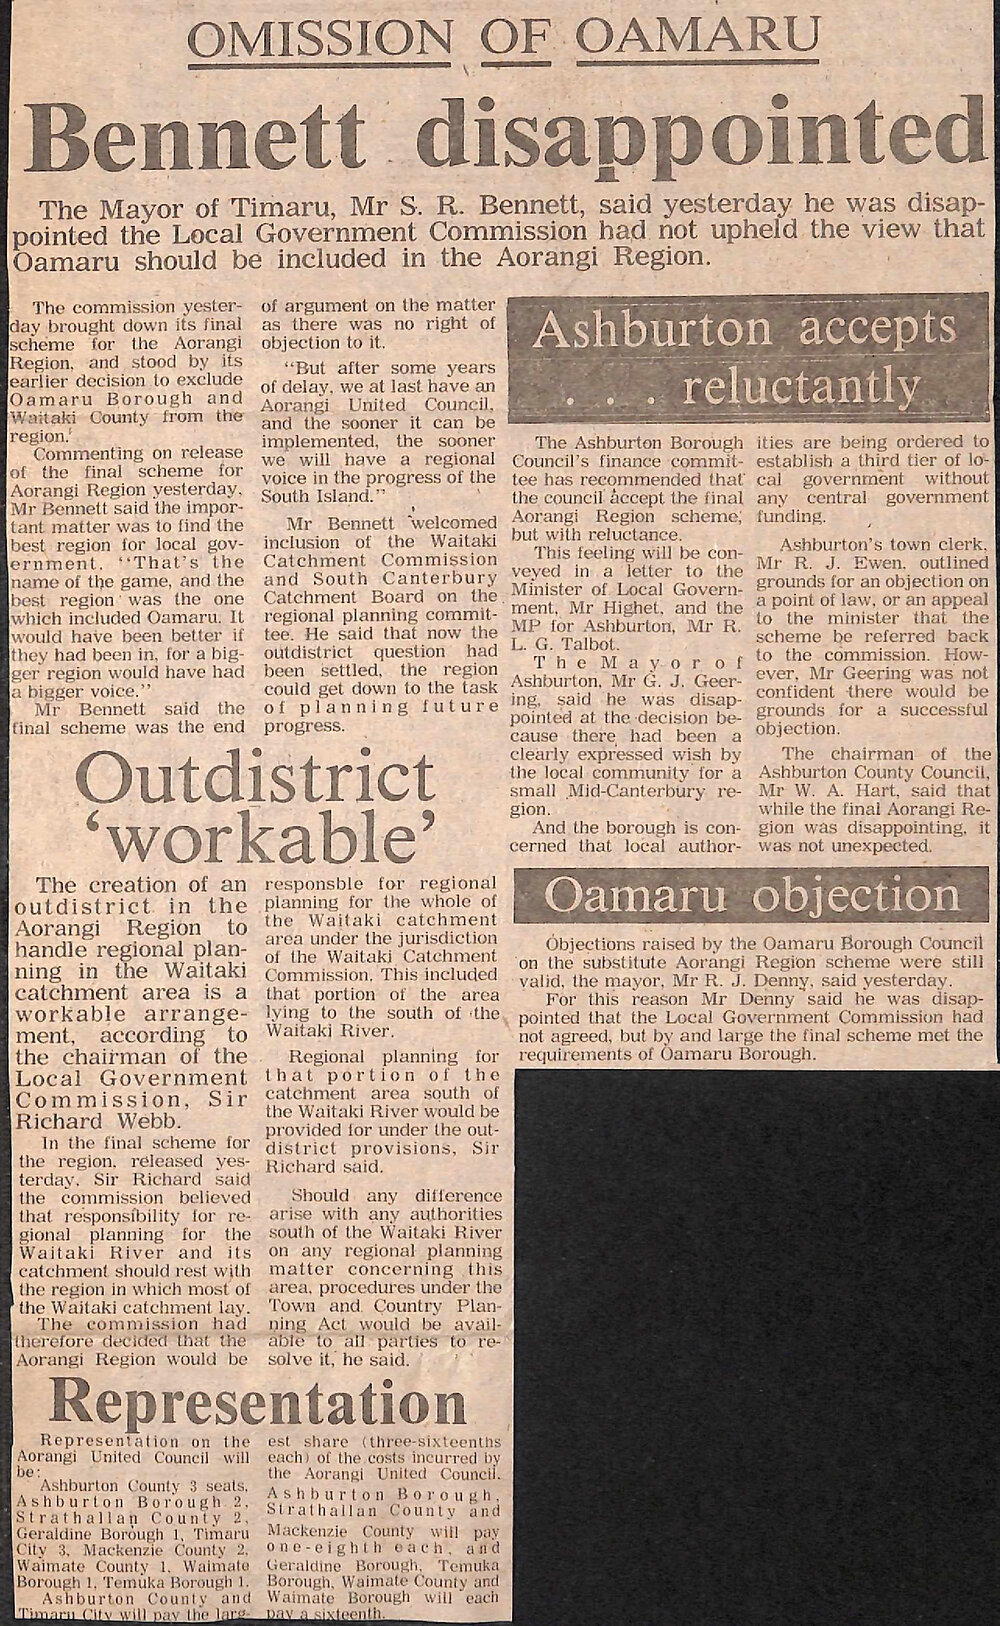 OMISSION OF OAMARU
Bennett disappointed
The Mayor of Timaru, Mr S. R. Bennett, said yesterday he was disap-
pointed the Local Government Commission had not upheld the view that
Oamaru should be included in the Aorangi Region.
The commission yester-
day brought down its final
scheme for the Aorangi
Region, and stood by its
earlier decision to exclude
Oamaru Borough and
Waitaki County from the
region.
Commenting on release
of the final scheme for
Aorangi Region yesterday,
Mr Bennett said the impor-
tant matter was to find the
best region for local gov-
ernment. "That's the
name of the game, and the
best region was the one
which included Oamaru. It
would have been better if
they had been in, for a big-
ger region would have had
a bigger voice."
Mr Bennett said the
final scheme was the end
of argument on the matter
as there was no right of
objection to it.
"But after some years
of delay, we at last have an
Aorangi United Council,
and the sooner it can be
implemented, the sooner
we will have a regional
voice in the progress of the
South Island."
Mr Bennett welcomed
inclusion of the Waitaki
Catchment Commission
and South Canterbury
Catchment Board on the
regional planning commit-
tee. He said that now the
outdistrict question had
been settled, the region
could get down to the task
of planning future
progress.
Ashburton accepts
. . . reluctantly
The Ashburton Borough
Council's finance commit-
tee has recommended that
the council accept the final
Aorangi Region scheme,
but with reluctance.
This feeling will be con-
veyed in a letter to the
Minister of Local Govern-
ment, Mr Highet, and the
MP for Ashburton, Mr R.
L. G. Talbot.
The Mayor of
Ashburton, Mr G. J. Geer-
ing, said he was disap-
pointed at the decision be-
cause there had been a
clearly expressed wish by
the local community for a
small Mid-Canterbury re-
gion.
And the borough is con-
cerned that local author-
ities are being ordered to
establish a third tier of lo-
cal government without
any central government
funding.
Ashburton's town clerk,
Mr R. J. Ewen, outlined
grounds for an objection on
a point of law, or an appeal
to the minister that the
scheme be referred back
to the commission. How-
ever, Mr Geering was not
confident there would be
grounds for a successful
objection.
The chairman of the
Ashburton County Council,
Mr W. A. Hart, said that
while the final Aorangi Re-
gion was disappointing, it
was not unexpected.
Oamaru objection
Objections raised by the Oamaru Borough Council
on the substitute Aorangi Region scheme were still
valid, the mayor, Mr R. J. Denny, said yesterday.
For this reason Mr Denny said he was disap-
pointed that the Local Government Commission had
not agreed, but by and large the final scheme met the
requirements of Oamaru Borough.
Outdistrict
'workable'
The creation of an
outdistrict in the
Aorangi Region to
handle regional plan-
ning in the Waitaki
catchment area is a
workable arrange-
ment, according to
the chairman of the
Local Government
Commission, Sir
Richard Webb.
In the final scheme for
the region, released yes-
terday, Sir Richard said
the commission believed
that responsibility for re-
gional planning for the
Waitaki River and its
catchment should rest with
the region in which most of
the Waitaki catchment lay.
The commission had
therefore decided that the
Aorangi Region would be
responsble for regional
planning for the whole of
the Waitaki catchment
area under the jurisdiction
of the Waitaki Catchment
Commission. This included
that portion of the area
lying to the south of the
Waitaki River.
Regional planning for
that portion of the
catchment area south of
the Waitaki River would be
provided for under the out-
district provisions, Sir
Richard said.
Should any difference
arise with any authorities
south of the Waitaki River
on any regional planning
matter concerning this
area, procedures under the
Town and Country Plan-
ning Act would be avail-
able to all parties to re-
solve it, he said.
Representation
Representation on the
Aorangi United Council will
be:
Ashburton County 3 seats,
Ashburton Borough 2,
Strathallan County 2,
Geraldine Borough 1, Timaru
City 3, Mackenzie County 2,
Waimate County 1, Waimate
Borough 1, Temuka Borough 1.
Ashburton County and
Timaru City will pay the larg-
est share (three-sixteenths
each) of the costs incurred by
the Aorangi United Council.
Ashburton Borough,
Strathallan County and
Mackenzie County will pay
one-eighth each, and
Geraldine Borough, Temuka
Borough, Waimate County and
Waimate Borough will each
pay a sixteenth.